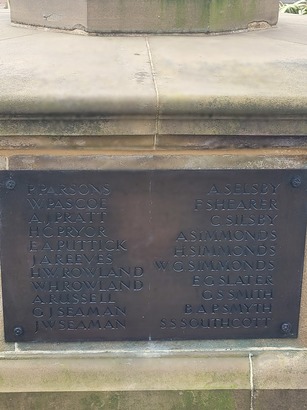 P. PARSONS
W. PASCOE
A. J. PRATT
H. C. PRYOR
E. A. PUTTICK
J. A. REEVES
H. W. ROWLAND
W. H. ROWLAND
A. RUSSELL
G. J. SEAMAN
J. W. SEAMAN
A. SELSBY
F. SHEARER
C. SILSBY
A. SIMMONDS
H. SIMMONDS
W. G. SIMMONDS
E. G. SLATER
G. S. SMITH
B. A. P. SMYTH
S. S. SOUTHCOTT